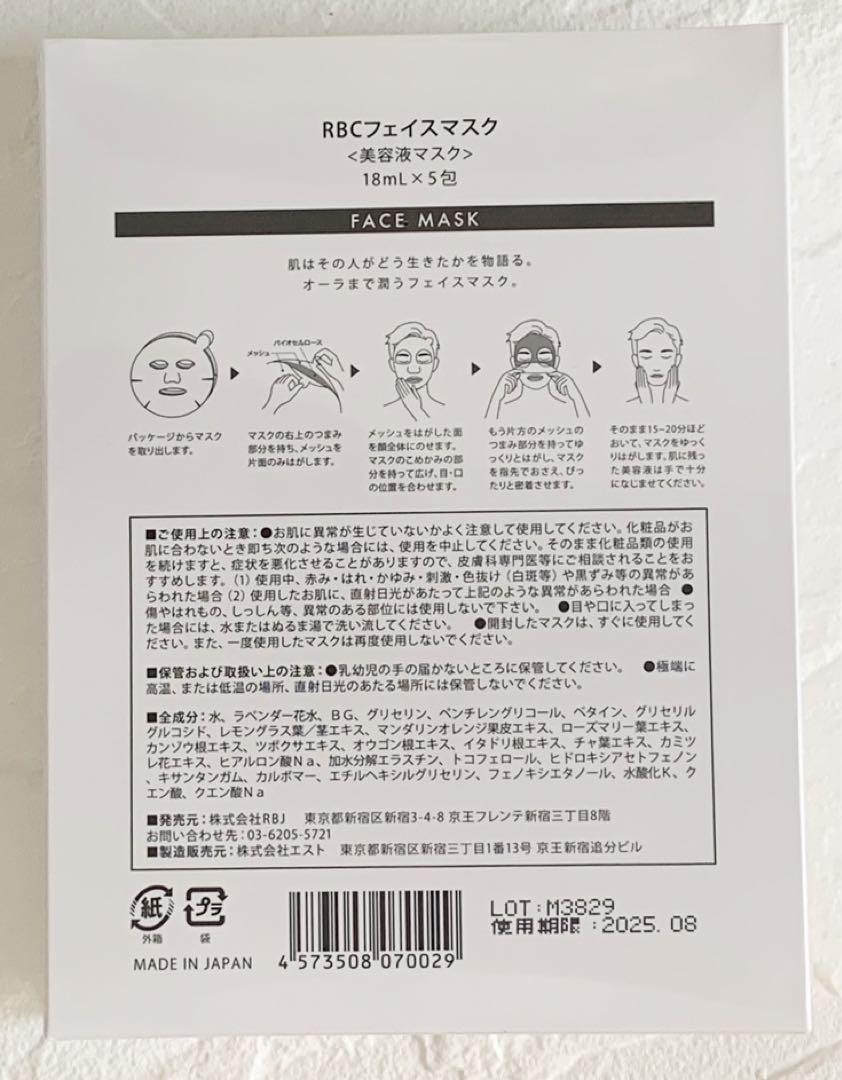 RBCフェイスマスク
<美容液マスク>
18mL×5包
FACE MASK
肌はその人がどう生きたかを物語る。
オーラまで潤うフェイスマスク。
メッシュ
バイオセルロース
パッケージからマスク
を取り出します。
マスクの右上のつまみ
部分を持ち、メッシュを
片面のみはがします。
メッシュをはがした面
を顔全体にのせます。
マスクのこめかみの部
分を持って広げ、目・口
の位置を合わせます。
もう片方のメッシュの
つまみ部分を持ってゆ
っくりとはがし、マスク
を指先でおさえ、ぴっ
たりと密着させます。
そのまま15~20分ほど
おいて、マスクをゆっく
りはがします。肌に残っ
た美容液は手で十分
になじませてください。
■ご使用上の注意：●お肌に異常が生じていないかよく注意して使用してください。化粧品がお
肌に合わないとき即ち次のような場合には、使用を中止してください。そのまま化粧品類の使用
を続けますと、症状を悪化させることがありますので、皮膚科専門医等にご相談されることをお
すすめします。(1)使用中、赤み・はれ・かゆみ・刺激・色抜け（白斑等）や黒ずみ等の異常があ
らわれた場合(2)使用したお肌に、直射日光があたって上記のような異常があらわれた場合 ●
傷やはれもの、しっしん等、異常のある部位には使用しないで下さい。 ●目や口に入ってしまっ
た場合には、水またはぬるま湯で洗い流してください。 ●開封したマスクは、すぐに使用してく
ださい。また、一度使用したマスクは再度使用しないでください。
■保管および取扱い上の注意：●乳幼児の手の届かないところに保管してください。 ●極端に
高温、または低温の場所、直射日光のあたる場所には保管しないでください。
■全成分：水、ラベンダー花水、ＢＧ、グリセリン、ペンチレングリコール、ベタイン、グリセリル
グルコシド、レモングラス葉／茎エキス、マンダリンオレンジ果皮エキス、ローズマリー葉エキス、
カンゾウ根エキス、ツボクサエキス、オウゴン根エキス、イタドリ根エキス、チャ葉エキス、カミツ
レ花エキス、ヒアルロン酸Ｎａ、加水分解エラスチン、トコフェロール、ヒドロキシアセトフェノン
、キサンタンガム、カルボマー、エチルヘキシルグリセリン、フェノキシエタノール、水酸化Ｋ、ク
エン酸、クエン酸Ｎａ
■発売元：株式会社RBJ 東京都新宿区新宿3-4-8 京王フレンテ新宿三丁目8階
お問い合わせ先：03-6205-5721
■製造販売元：株式会社エスト 東京都新宿区新宿三丁目1番13号 京王新宿追分ビル
紙
外箱
プラ
袋
MADE IN JAPAN
4 573508 070029
LOT：M3829
使用期限：2025.08